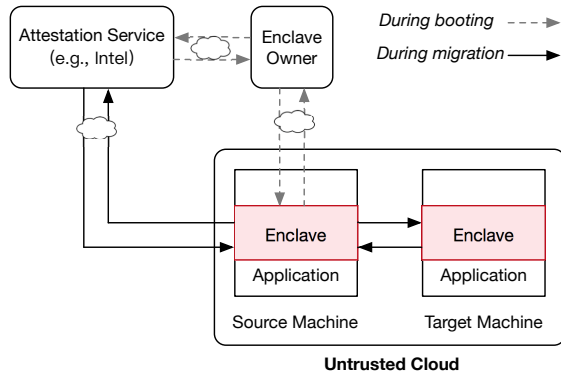 Attestation Service
(e.g., Intel)
Enclave
Owner
During booting
During migration
Enclave
Application
Enclave
Application
Source Machine
Target Machine
Untrusted Cloud